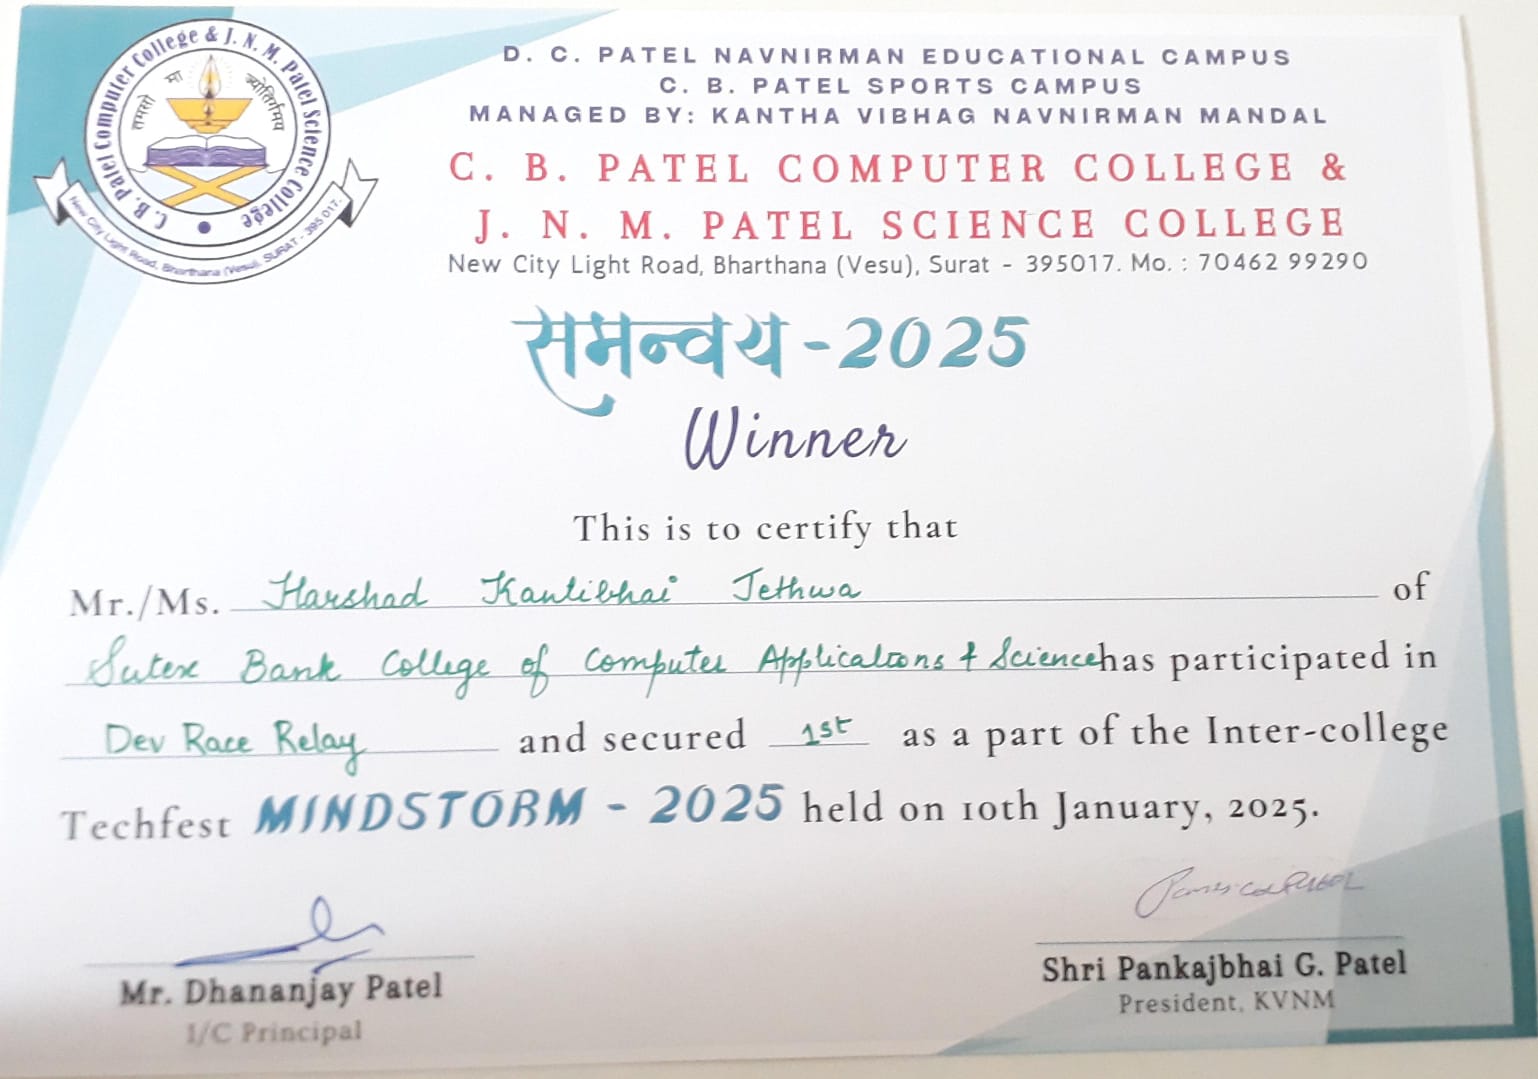 C. B. Patel Computer College & J. N. M. Patel Science College
तमसो मा ज्योतिर्गमय
New City Light Road, Bharthana (Vesu), SURAT - 395 017.
D. C. PATEL NAVNIRMAN EDUCATIONAL CAMPUS
C. B. PATEL SPORTS CAMPUS
MANAGED BY: KANTHA VIBHAG NAVNIRMAN MANDAL
C. B. PATEL COMPUTER COLLEGE &
J. N. M. PATEL SCIENCE COLLEGE
New City Light Road, Bharthana (Vesu), Surat - 395017. Mo. : 70462 99290
समन्वय - 2025
Winner
This is to certify that
Mr./Ms. Harshad Kantibhai Jethwa of
Sutex Bank College of Computer Applications & Science has participated in
Dev Race Relay and secured 1st as a part of the Inter-college
Techfest MINDSTORM - 2025 held on 10th January, 2025.
Mr. Dhananjay Patel
I/C Principal
Shri Pankajbhai G. Patel
President, KVNM